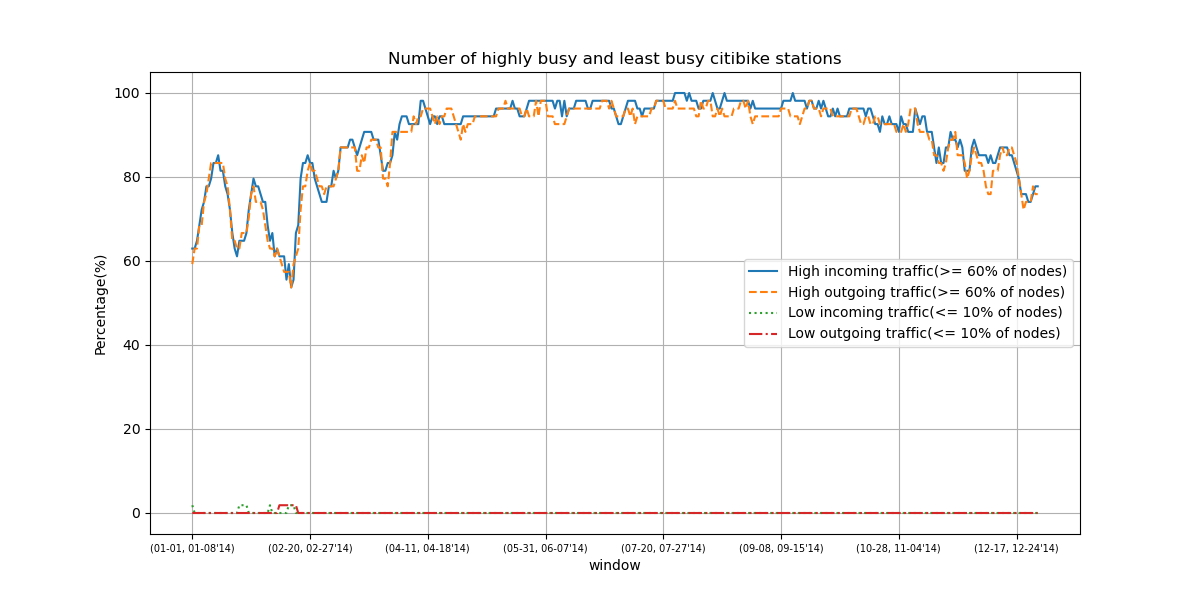 Number of highly busy and least busy citibike stations
100
80
60
40
20
0
Percentage(%)
High incoming traffic(>= 60% of nodes)
High outgoing traffic(>= 60% of nodes)
Low incoming traffic(<= 10% of nodes)
Low outgoing traffic(<= 10% of nodes)
(01-01, 01-08'14) (02-20, 02-27'14) (04-11, 04-18'14) (05-31, 06-07'14) (07-20, 07-27'14) (09-08, 09-15'14) (10-28, 11-04'14) (12-17, 12-24'14)
window